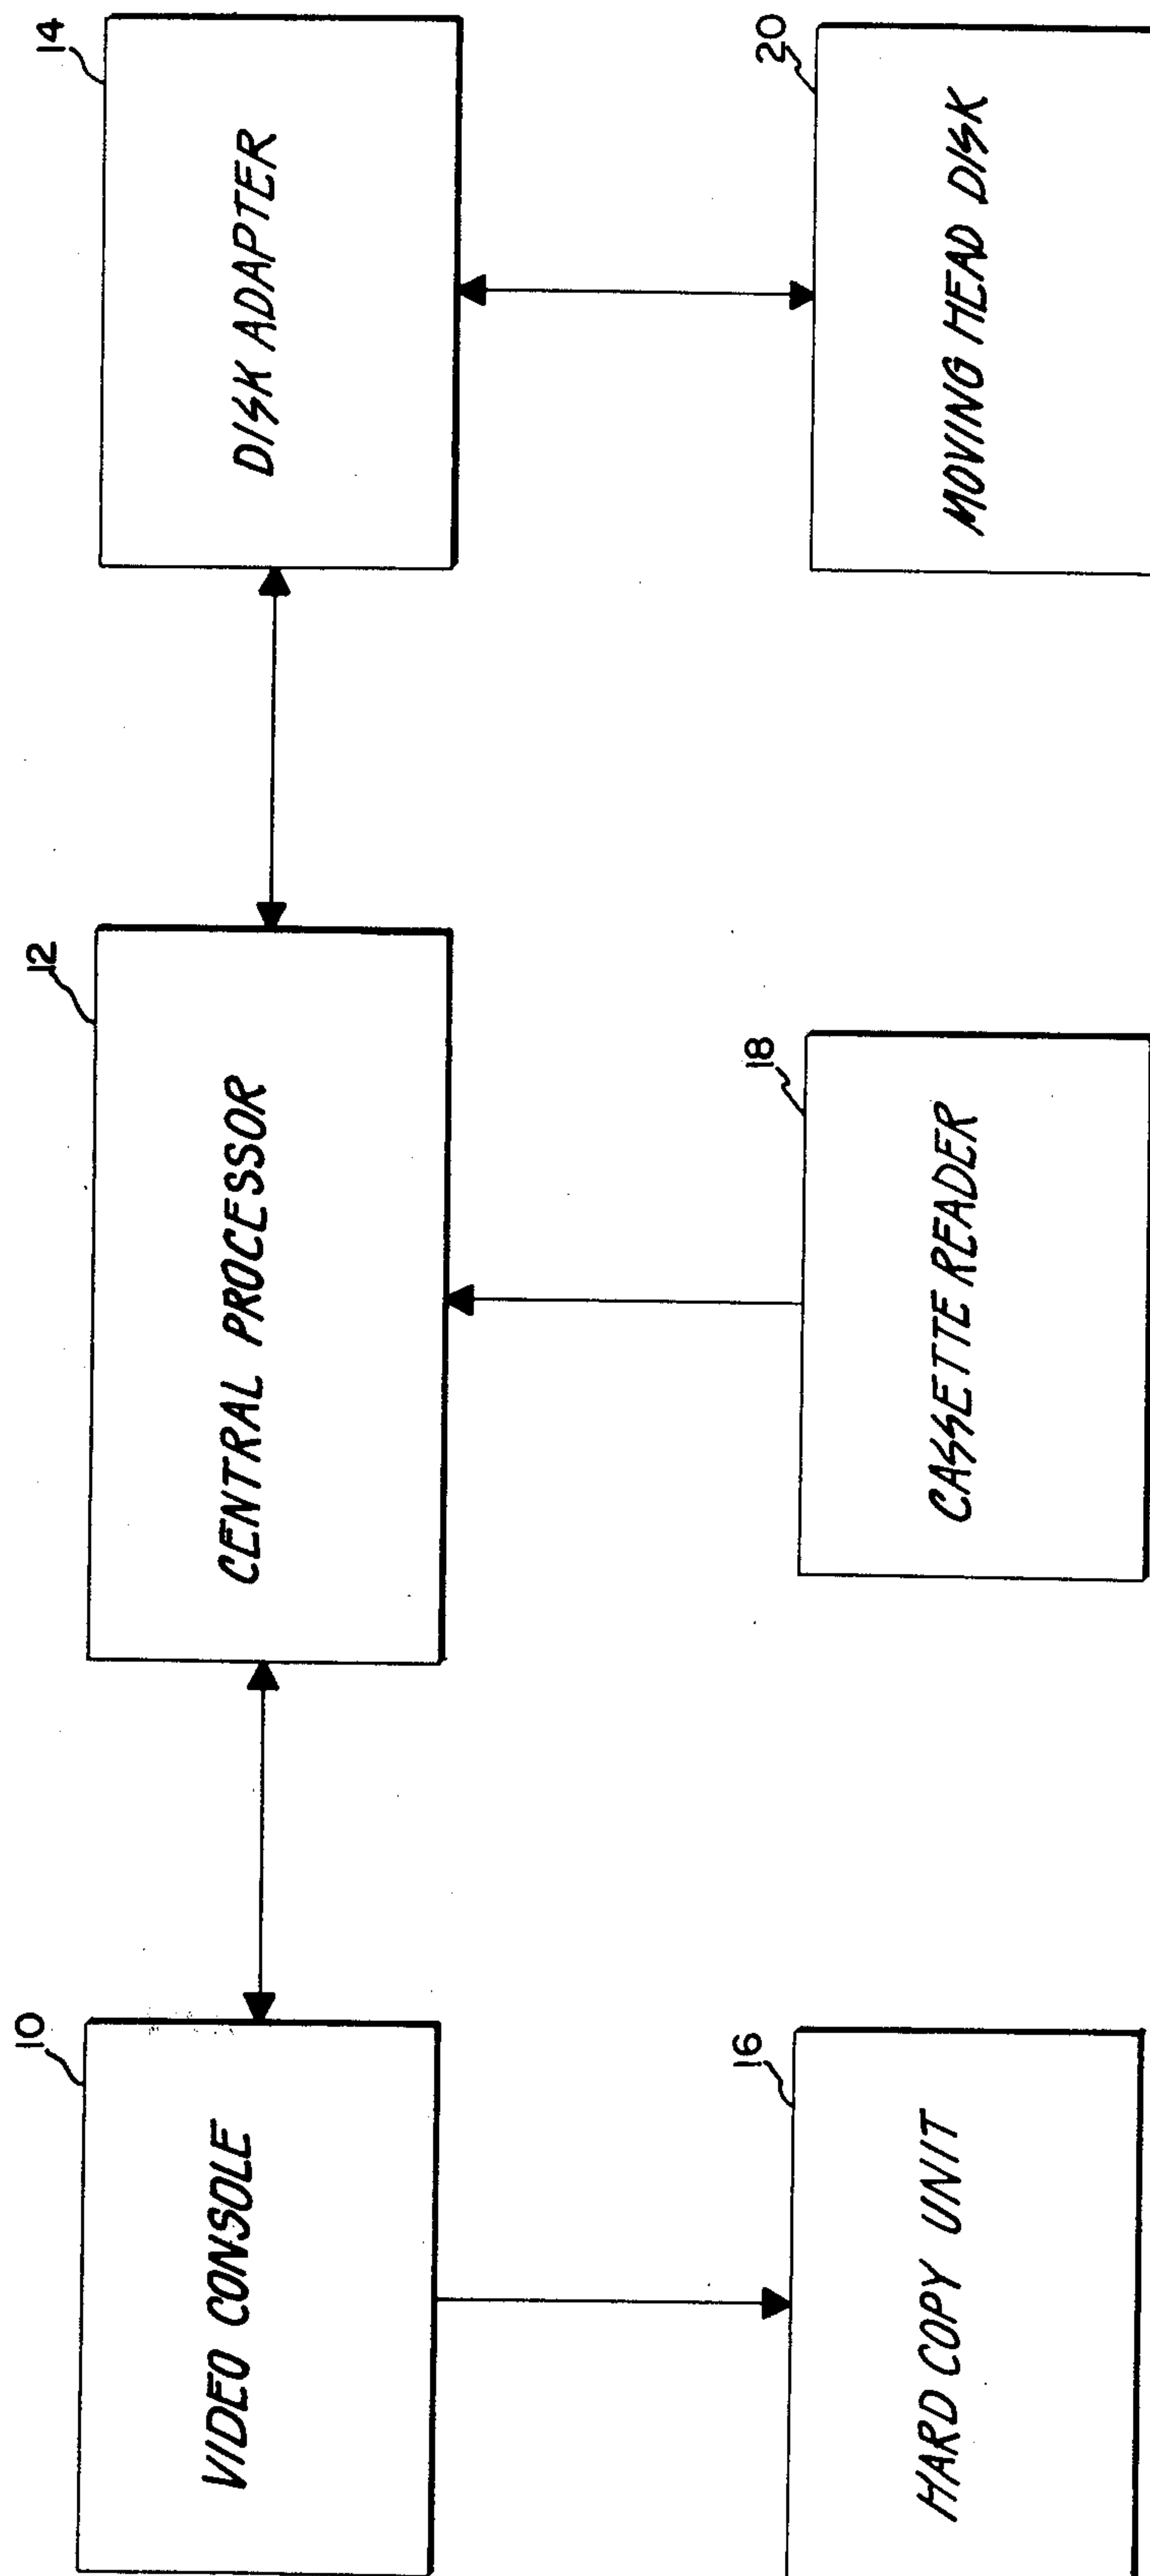 10
VIDEO CONSOLE
12
CENTRAL PROCESSOR
14
DISK ADAPTER
16
HARD COPY UNIT
18
CASSETTE READER
20
MOVING HEAD DISK